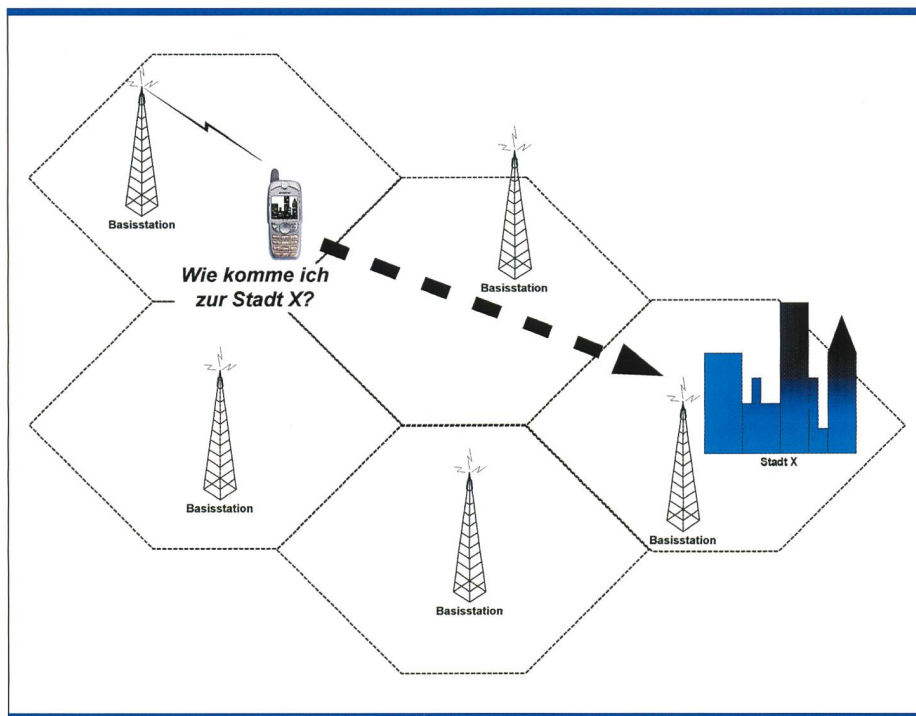 Basisstation
Wie komme ich
zur Stadt X?
Basisstation
Stadt X
Basisstation
Basisstation
Basisstation